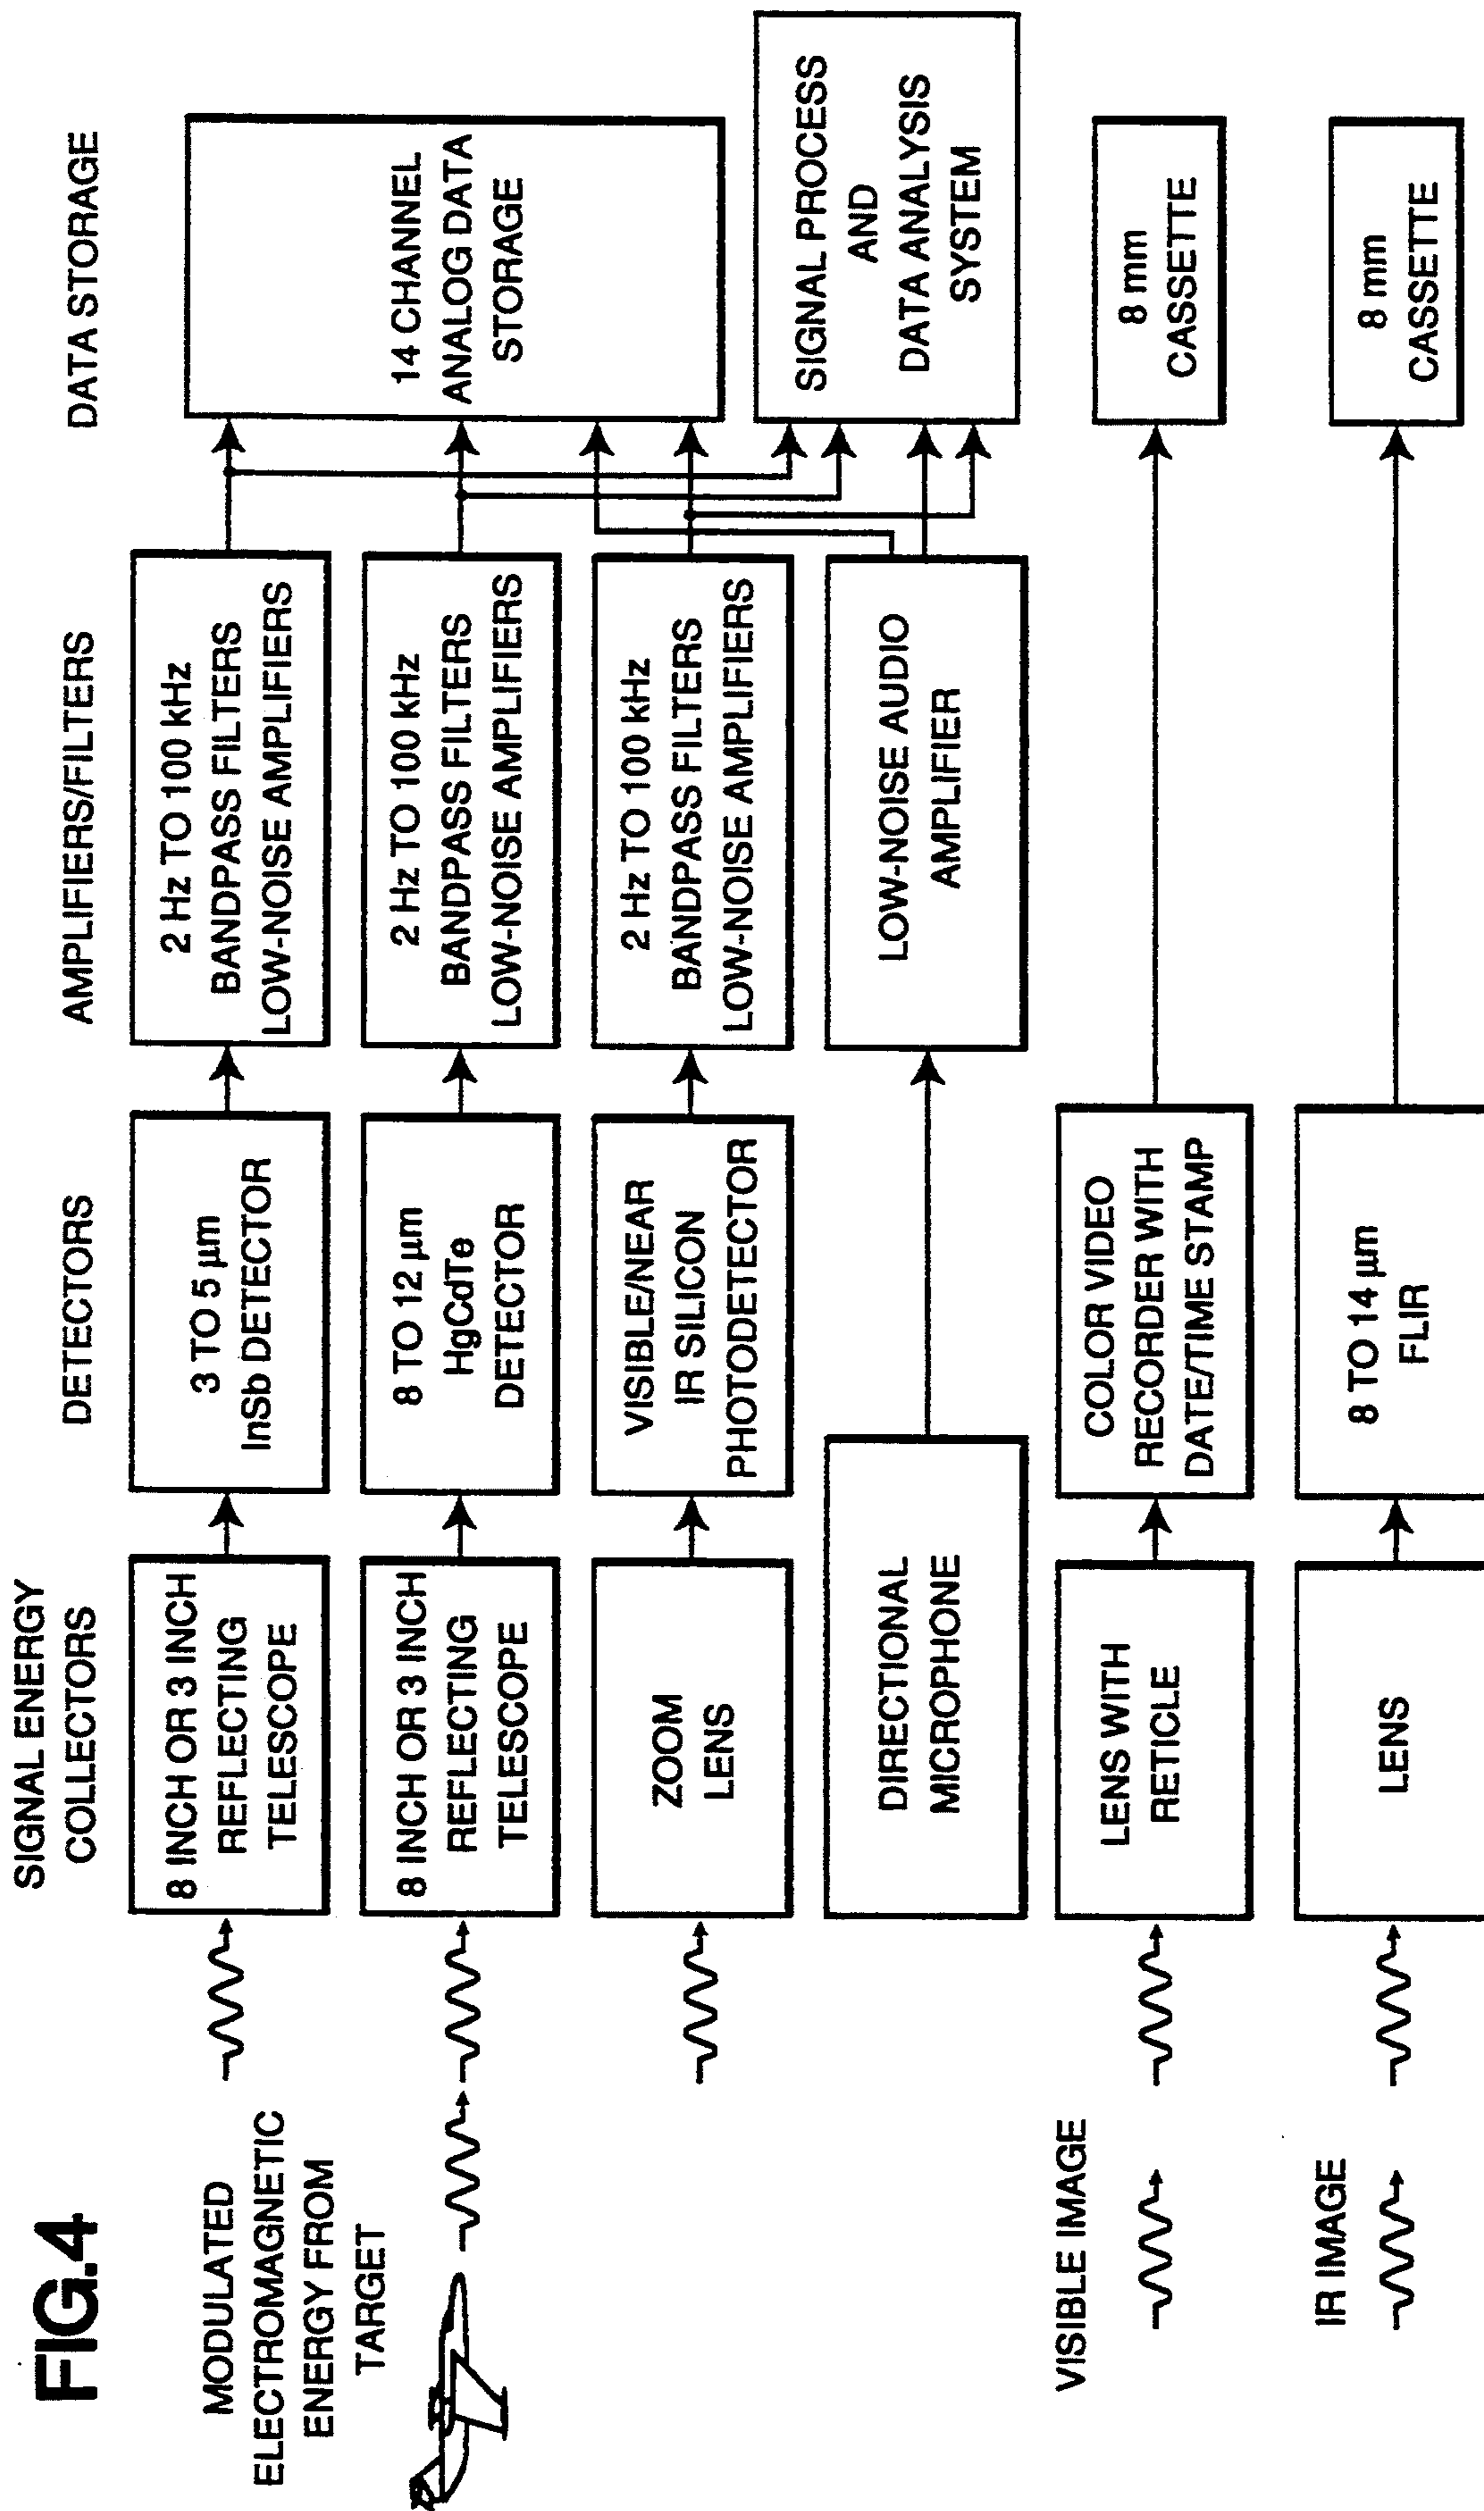 FIG.4
SIGNAL ENERGY
COLLECTORS
DETECTORS
AMPLIFIERS/FILTERS
DATA STORAGE
MODULATED
ELECTROMAGNETIC
ENERGY FROM
TARGET
8 INCH OR 3 INCH
REFLECTING
TELESCOPE
3 TO 5 µm
InSb DETECTOR
2 Hz TO 100 kHz
BANDPASS FILTERS
LOW-NOISE AMPLIFIERS
14 CHANNEL
ANALOG DATA
STORAGE
8 INCH OR 3 INCH
REFLECTING
TELESCOPE
8 TO 12 µm
HgCdTe
DETECTOR
2 Hz TO 100 kHz
BANDPASS FILTERS
LOW-NOISE AMPLIFIERS
ZOOM
LENS
VISIBLE/NEAR
IR SILICON
PHOTODETECTOR
2 Hz TO 100 kHz
BANDPASS FILTERS
LOW-NOISE AMPLIFIERS
SIGNAL PROCESS
AND
DATA ANALYSIS
SYSTEM
DIRECTIONAL
MICROPHONE
LOW-NOISE AUDIO
AMPLIFIER
VISIBLE IMAGE
LENS WITH
RETICLE
COLOR VIDEO
RECORDER WITH
DATE/TIME STAMP
8 mm
CASSETTE
IR IMAGE
LENS
8 TO 14 µm
FLIR
8 mm
CASSETTE